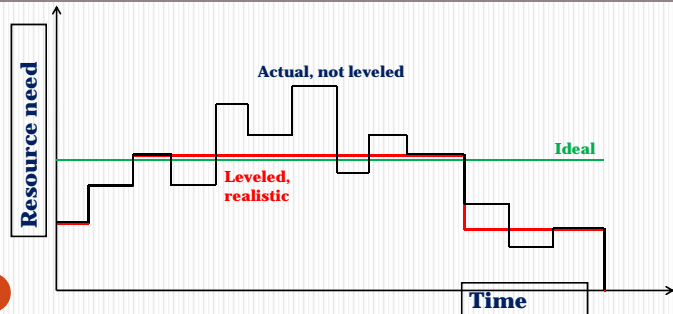 Resource need
Actual, not leveled
Ideal
Leveled,
realistic
Time